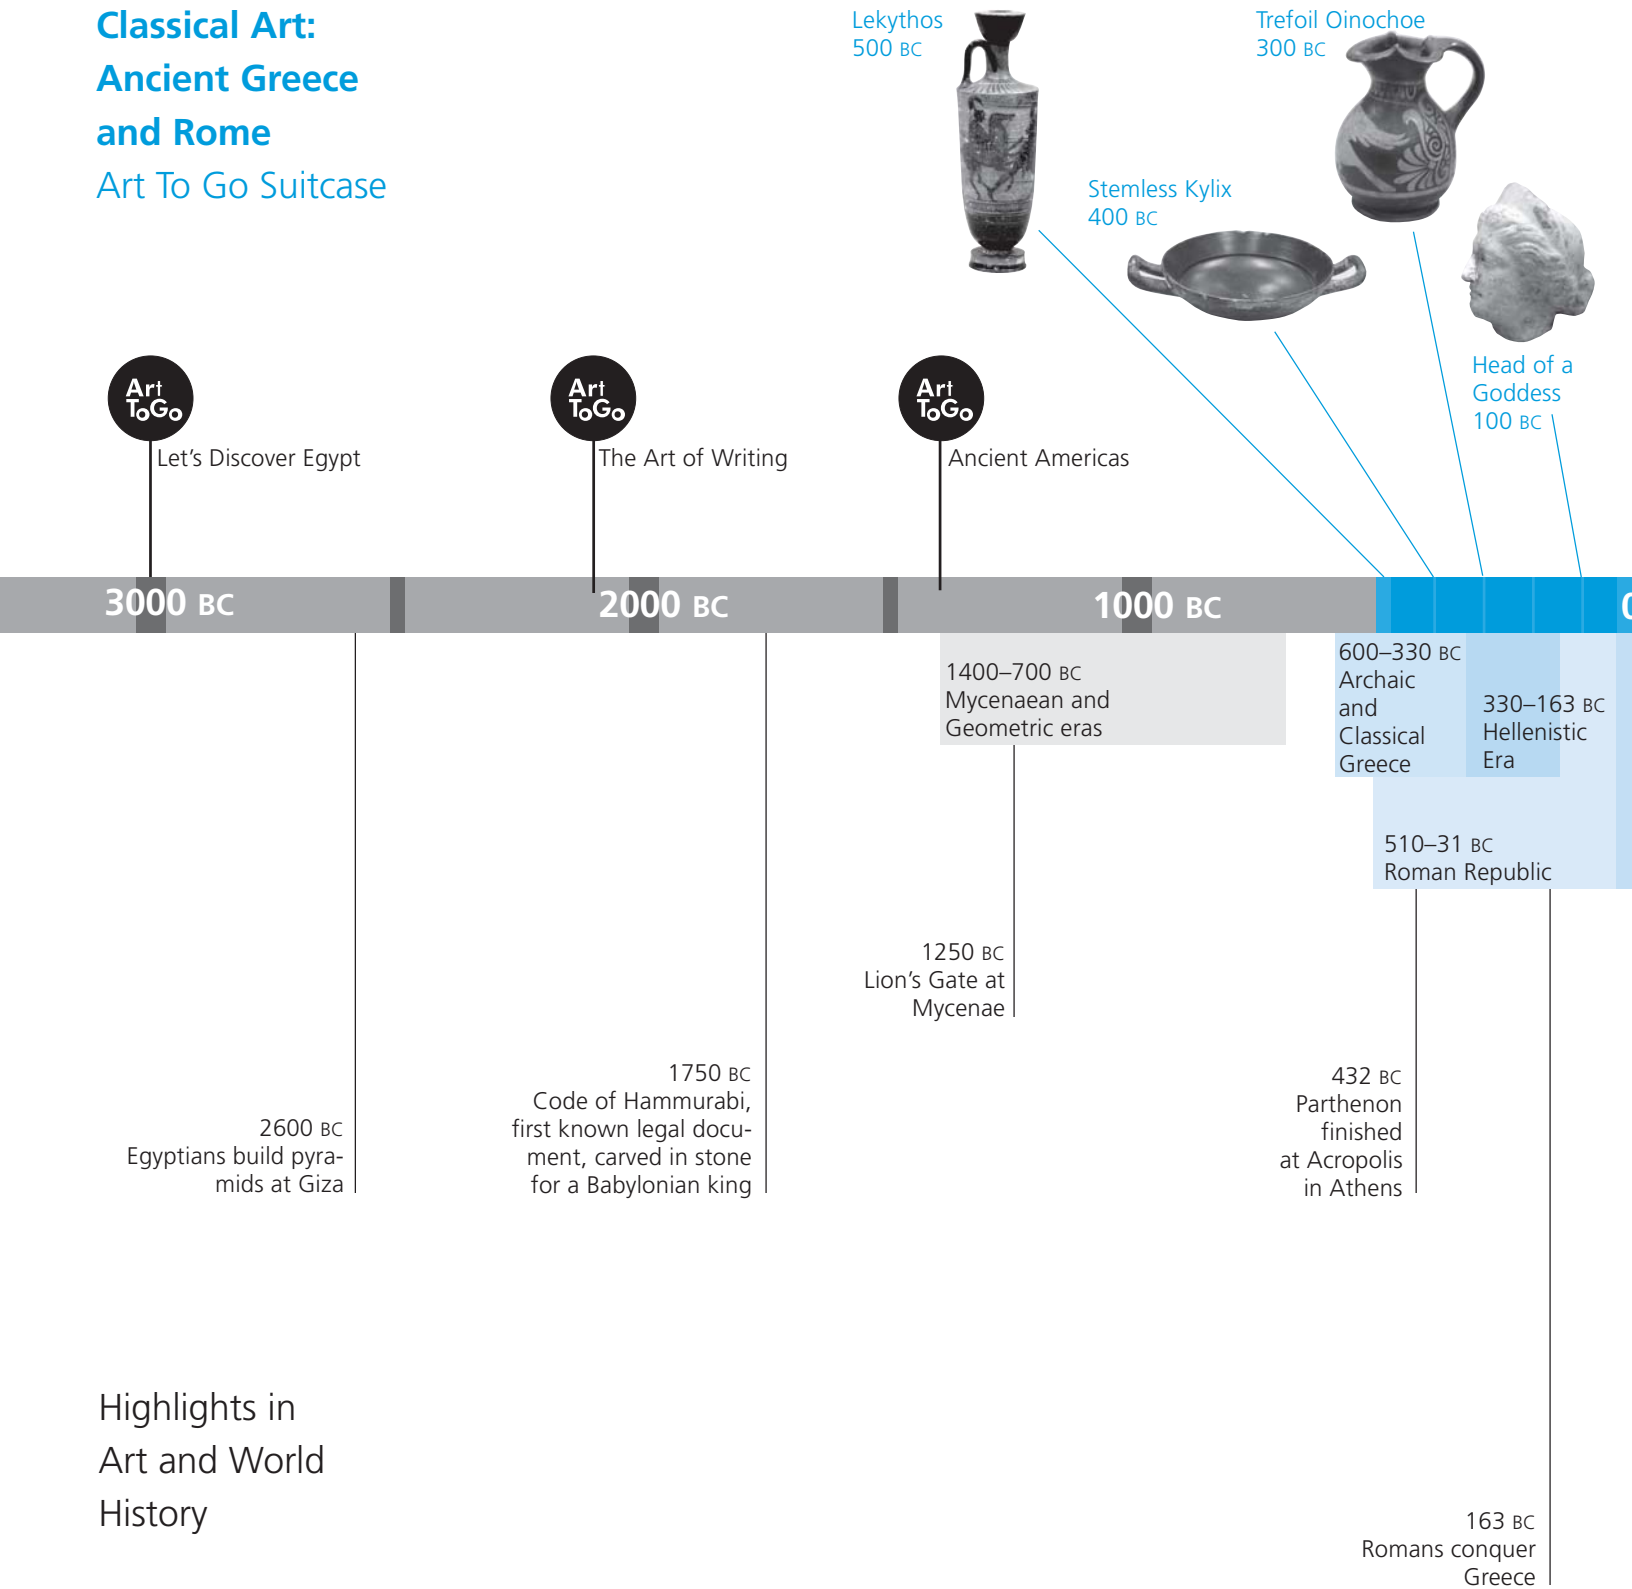 Classical Art:
Ancient Greece
and Rome
Art To Go Suitcase
Lekythos
500 BC
Stemless Kylix
400 BC
Trefoil Oinochoe
300 BC
Head of a
Goddess
100 BC
Art
ToGo
Let’s Discover Egypt
Art
ToGo
The Art of Writing
Art
ToGo
Ancient Americas
3000 BC
2000 BC
1000 BC
0
1400–700 BC
Mycenaean and
Geometric eras
600–330 BC
Archaic
and
Classical
Greece
330–163 BC
Hellenistic
Era
510–31 BC
Roman Republic
1250 BC
Lion’s Gate at
Mycenae
2600 BC
Egyptians build pyra-
mids at Giza
1750 BC
Code of Hammurabi,
first known legal docu-
ment, carved in stone
for a Babylonian king
432 BC
Parthenon
finished
at Acropolis
in Athens
Highlights in
Art and World
History
163 BC
Romans conquer
Greece